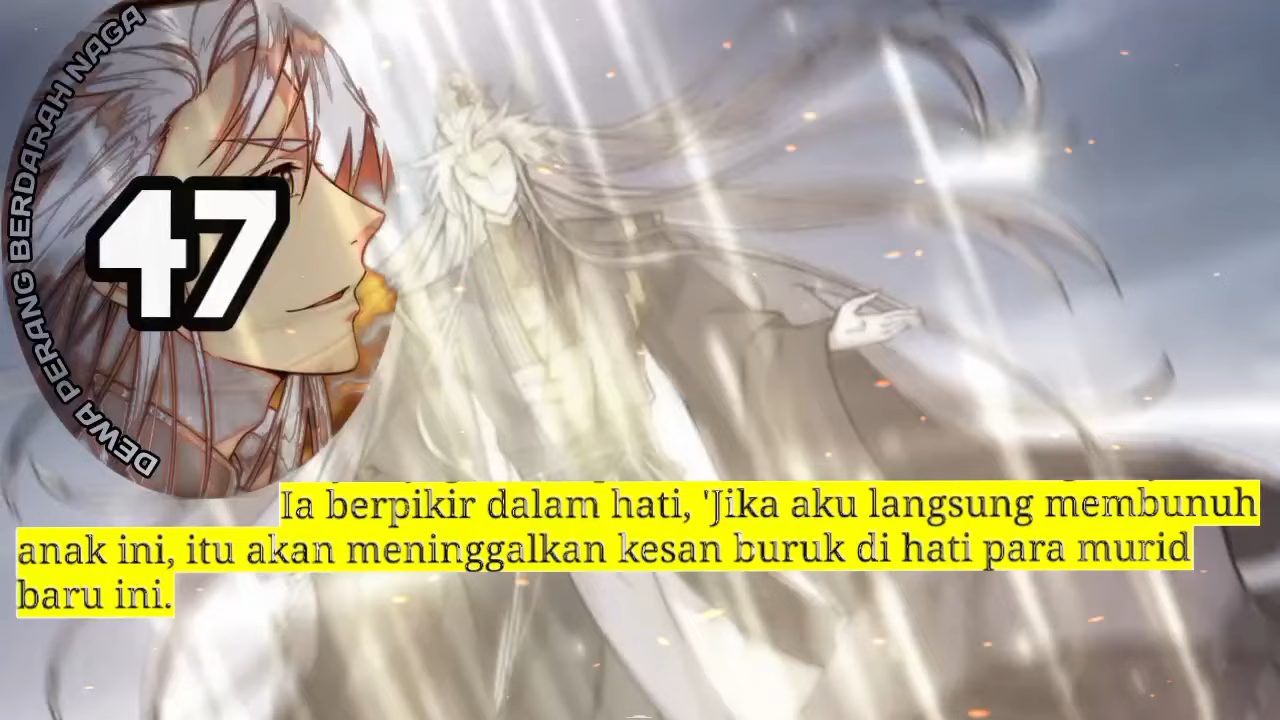 DEWA PERANG BERDARAH NAGA
47
Ia berpikir dalam hati, 'Jika aku langsung membunuh
anak ini, itu akan meninggalkan kesan buruk di hati para murid
baru ini.